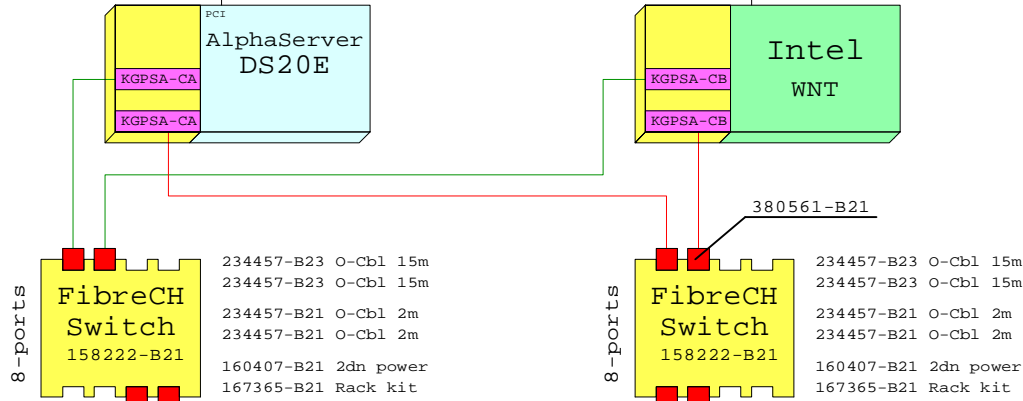 PCI
AlphaServer
DS20E
KGPSA-CA
KGPSA-CA
Intel
WNT
KGPSA-CB
KGPSA-CB
380561-B21
8-ports
FibreCH
Switch
158222-B21
234457-B23 O-Cbl 15m
234457-B23 O-Cbl 15m
234457-B21 O-Cbl 2m
234457-B21 O-Cbl 2m
160407-B21 2dn power
167365-B21 Rack kit
8-ports
FibreCH
Switch
158222-B21
234457-B23 O-Cbl 15m
234457-B23 O-Cbl 15m
234457-B21 O-Cbl 2m
234457-B21 O-Cbl 2m
160407-B21 2dn power
167365-B21 Rack kit